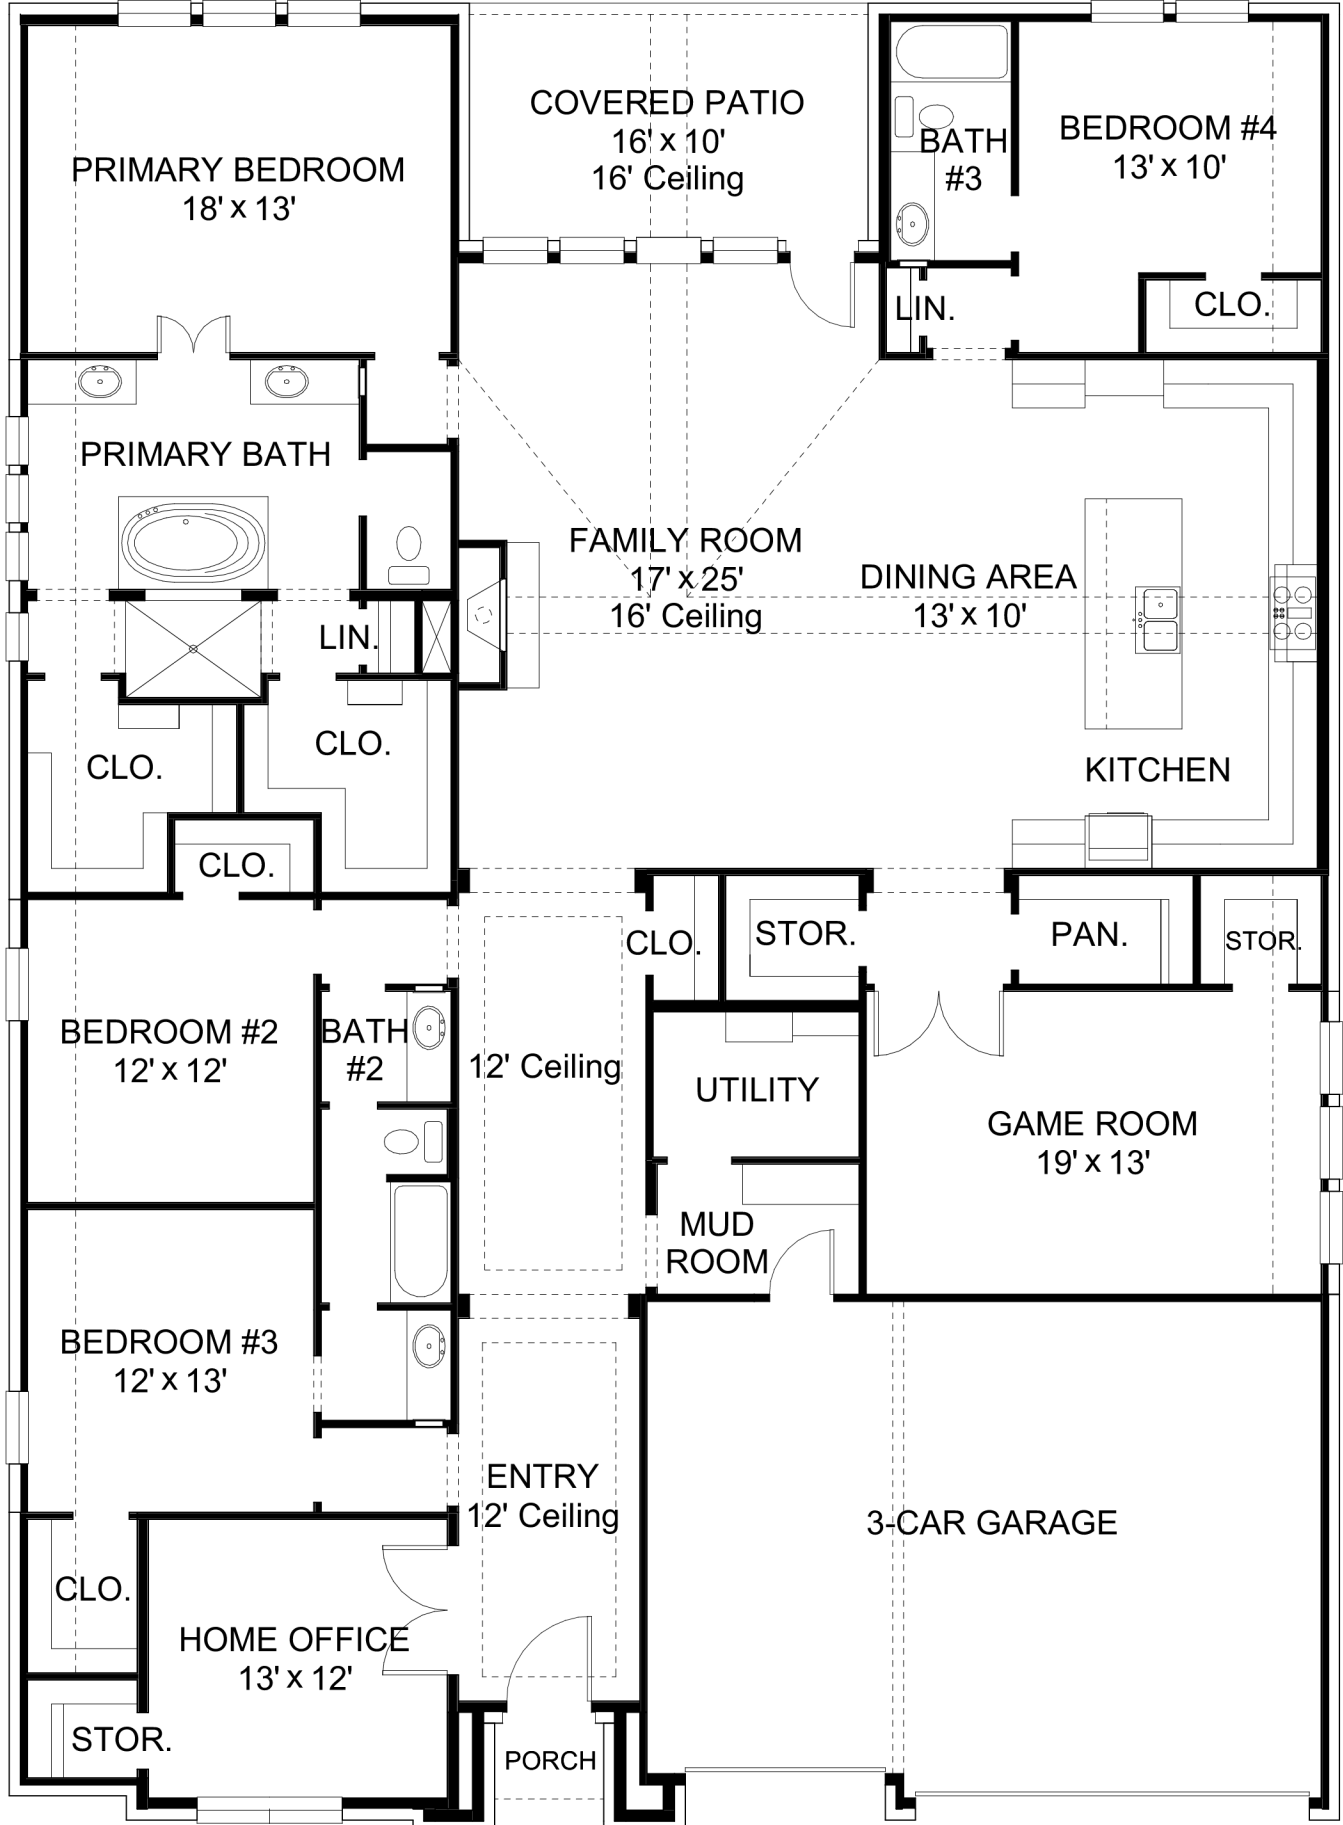 COVERED PATIO
16' x 10'
16' Ceiling
BATH
#3
BEDROOM #4
13' x 10'
PRIMARY BEDROOM
18' x 13'
LIN.
CLO.
PRIMARY BATH
FAMILY ROOM
17' x 25'
16' Ceiling
DINING AREA
13' x 10'
LIN.
CLO.
CLO.
KITCHEN
CLO.
CLO.
STOR.
PAN.
STOR.
BEDROOM #2
12' x 12'
BATH
#2
12' Ceiling
UTILITY
GAME ROOM
19' x 13'
MUD
ROOM
BEDROOM #3
12' x 13'
ENTRY
12' Ceiling
3-CAR GARAGE
CLO.
HOME OFFICE
13' x 12'
STOR.
PORCH